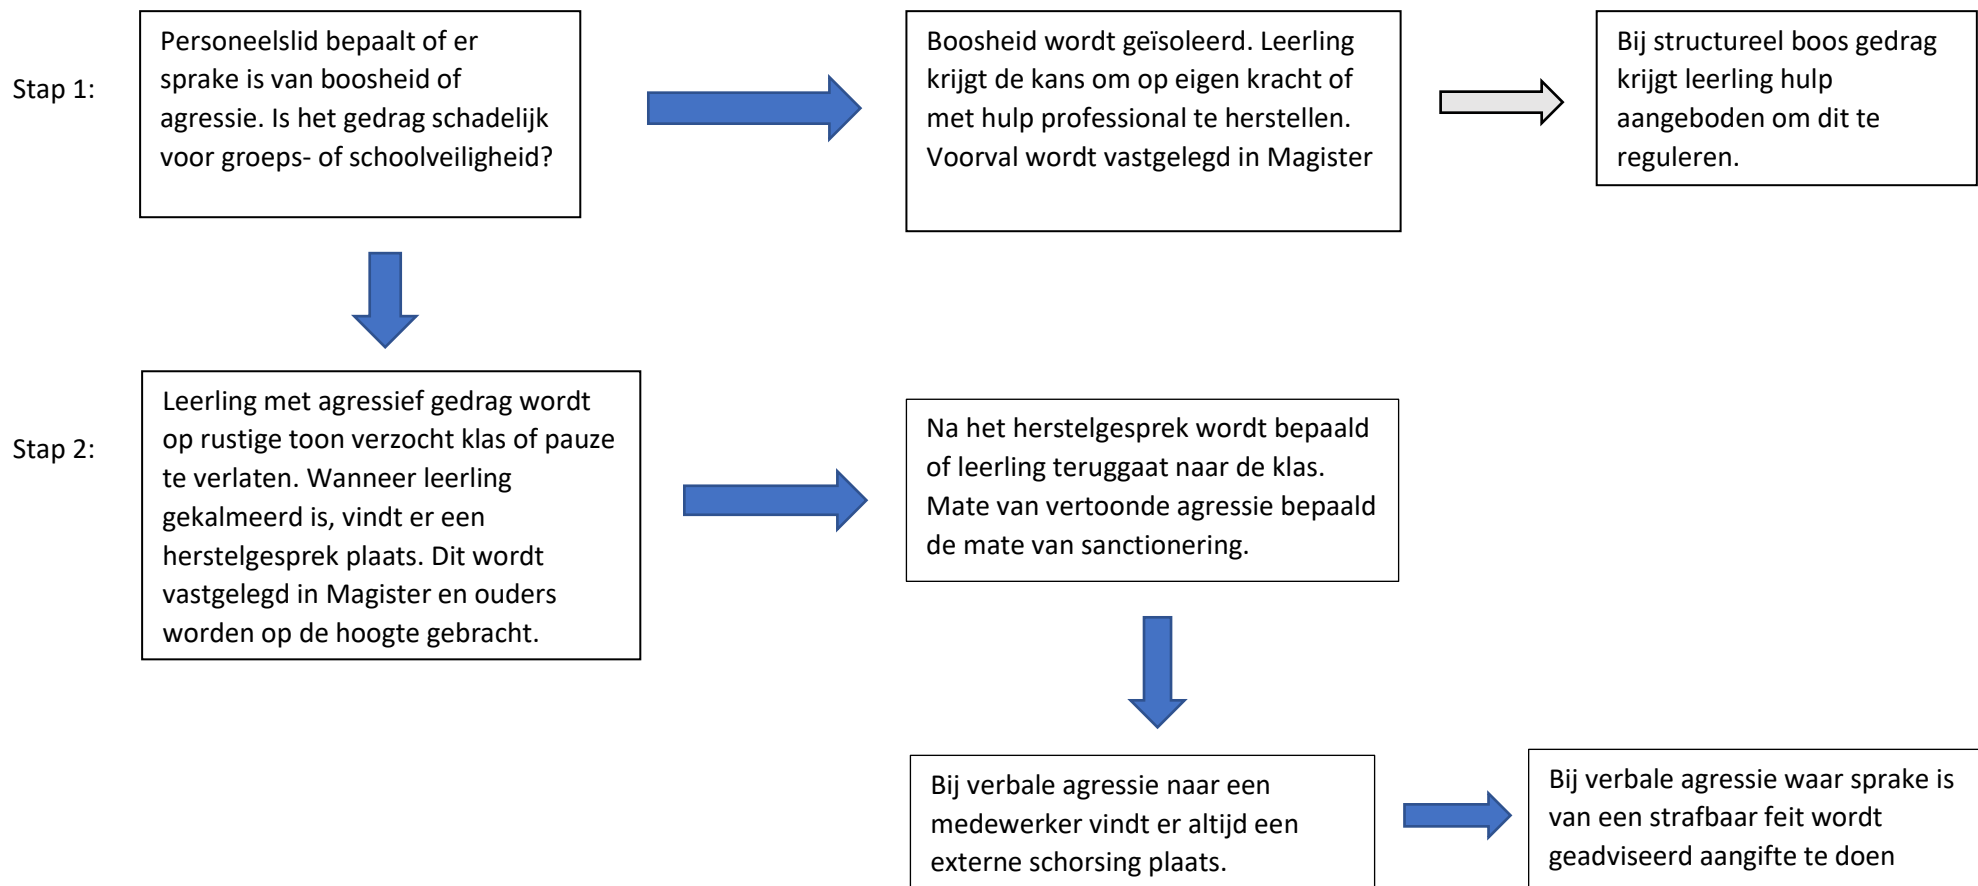 Stap 1:
Personeelslid bepaalt of er
sprake is van boosheid of
agressie. Is het gedrag schadelijk
voor groeps- of schoolveiligheid?
Boosheid wordt geïsoleerd. Leerling
krijgt de kans om op eigen kracht of
met hulp professional te herstellen.
Voorval wordt vastgelegd in Magister
Bij structureel boos gedrag
krijgt leerling hulp
aangeboden om dit te
reguleren.
Stap 2:
Leerling met agressief gedrag wordt
op rustige toon verzocht klas of pauze
te verlaten. Wanneer leerling
gekalmeerd is, vindt er een
herstelgesprek plaats. Dit wordt
vastgelegd in Magister en ouders
worden op de hoogte gebracht.
Na het herstelgesprek wordt bepaald
of leerling teruggaat naar de klas.
Mate van vertoonde agressie bepaald
de mate van sanctionering.
Bij verbale agressie naar een
medewerker vindt er altijd een
externe schorsing plaats.
Bij verbale agressie waar sprake is
van een strafbaar feit wordt
geadviseerd aangifte te doen